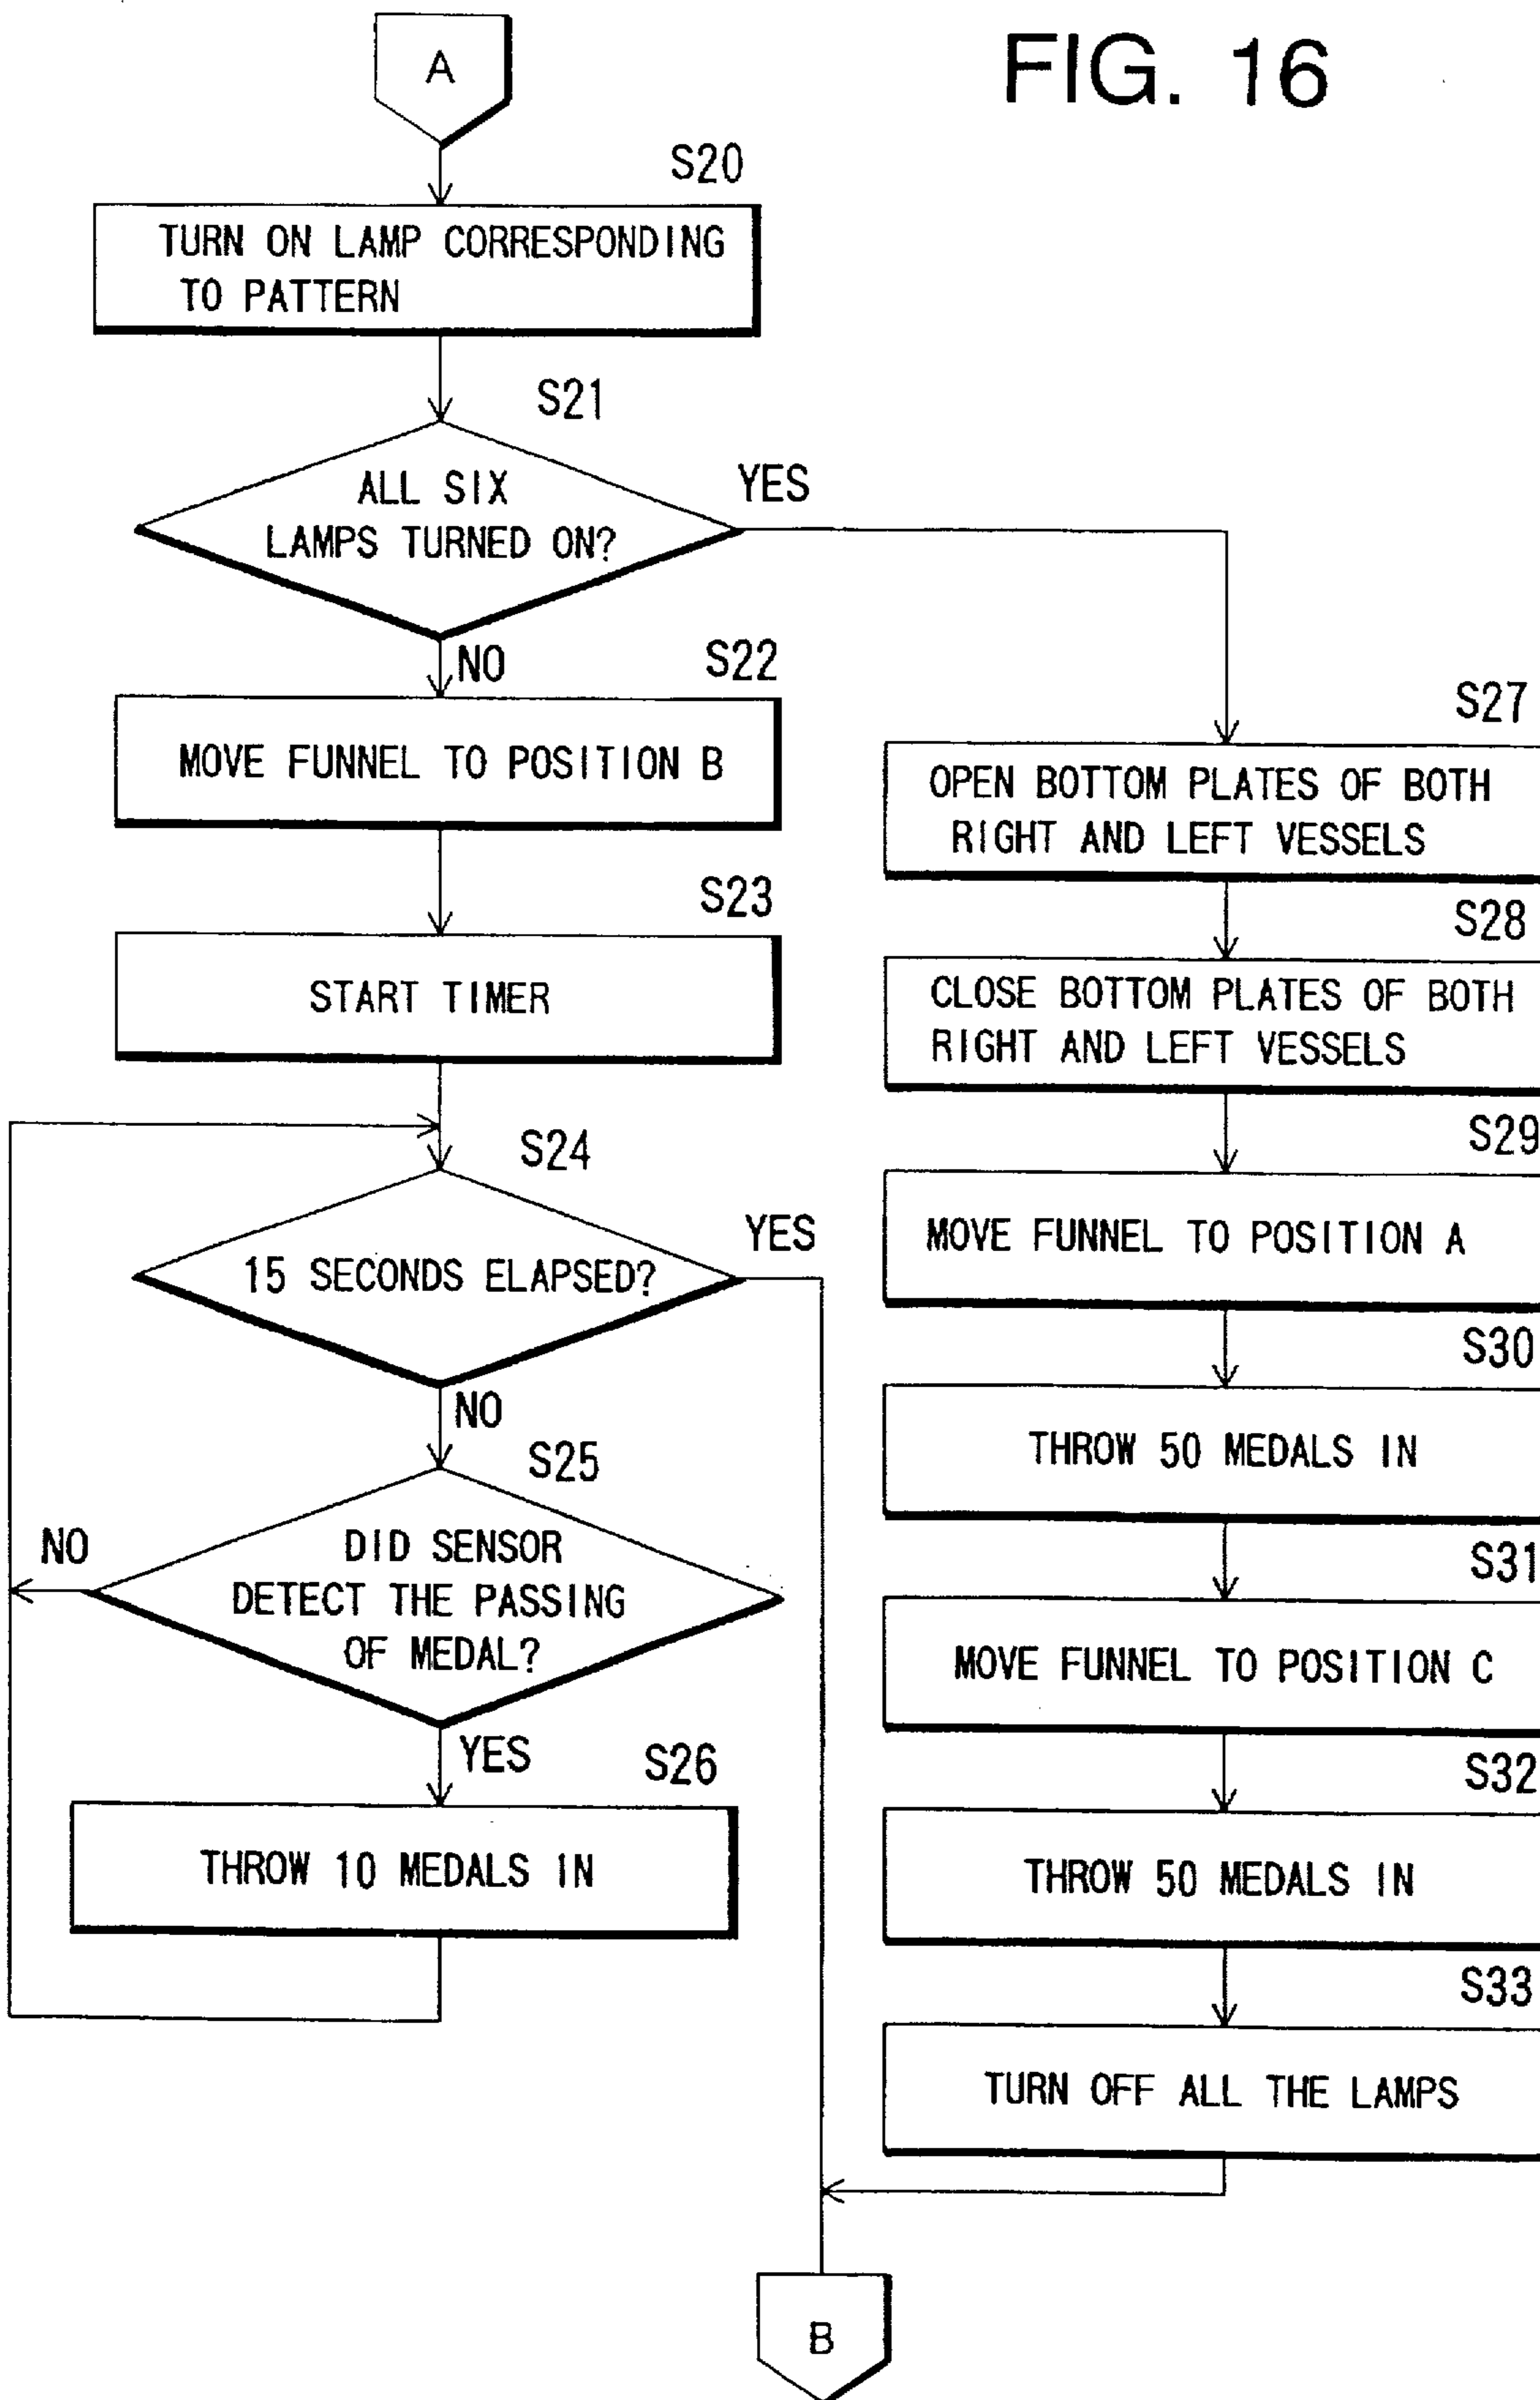 FIG. 16
A
S20
TURN ON LAMP CORRESPONDING
TO PATTERN
S21
ALL SIX
LAMPS TURNED ON?
YES
NO
S22
MOVE FUNNEL TO POSITION B
S23
START TIMER
S24
15 SECONDS ELAPSED?
YES
NO
S25
DID SENSOR
DETECT THE PASSING
OF MEDAL?
NO
YES
S26
THROW 10 MEDALS IN
S27
OPEN BOTTOM PLATES OF BOTH
RIGHT AND LEFT VESSELS
S28
CLOSE BOTTOM PLATES OF BOTH
RIGHT AND LEFT VESSELS
S29
MOVE FUNNEL TO POSITION A
S30
THROW 50 MEDALS IN
S31
MOVE FUNNEL TO POSITION C
S32
THROW 50 MEDALS IN
S33
TURN OFF ALL THE LAMPS
B